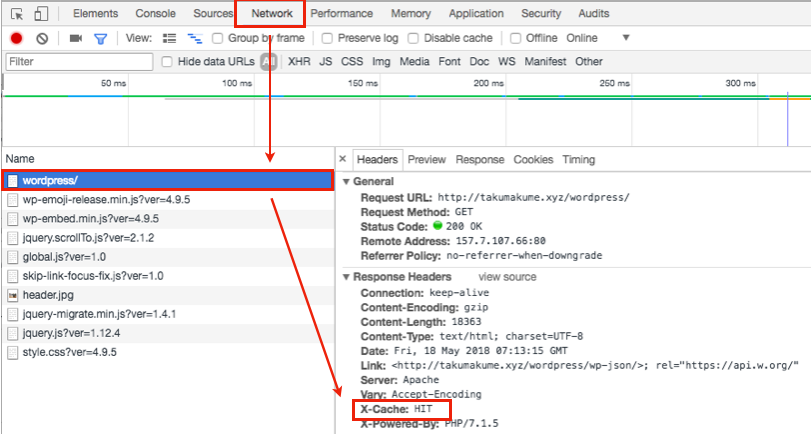 Elements Console Sources Network Performance Memory Application Security Audits
View: Group by frame Preserve log Disable cache Offline Online
Filter Hide data URLs All XHR JS CSS Img Media Font Doc WS Manifest Other
50 ms 100 ms 150 ms 200 ms 250 ms 300 ms
Name
wordpress/
wp-emoji-release.min.js?ver=4.9.5
wp-embed.min.js?ver=4.9.5
jquery.scrollTo.js?ver=2.1.2
global.js?ver=1.0
skip-link-focus-fix.js?ver=1.0
header.jpg
jquery-migrate.min.js?ver=1.4.1
jquery.js?ver=1.12.4
style.css?ver=4.9.5
× Headers Preview Response Cookies Timing
▼ General
Request URL: http://takumakume.xyz/wordpress/
Request Method: GET
Status Code: 200 OK
Remote Address: 157.7.107.66:80
Referrer Policy: no-referrer-when-downgrade
▼ Response Headers view source
Connection: keep-alive
Content-Encoding: gzip
Content-Length: 18363
Content-Type: text/html; charset=UTF-8
Date: Fri, 18 May 2018 07:13:15 GMT
Link: <http://takumakume.xyz/wordpress/wp-json/>; rel="https://api.w.org/"
Server: Apache
Vary: Accept-Encoding
X-Cache: HIT
X-Powered-By: PHP/7.1.5